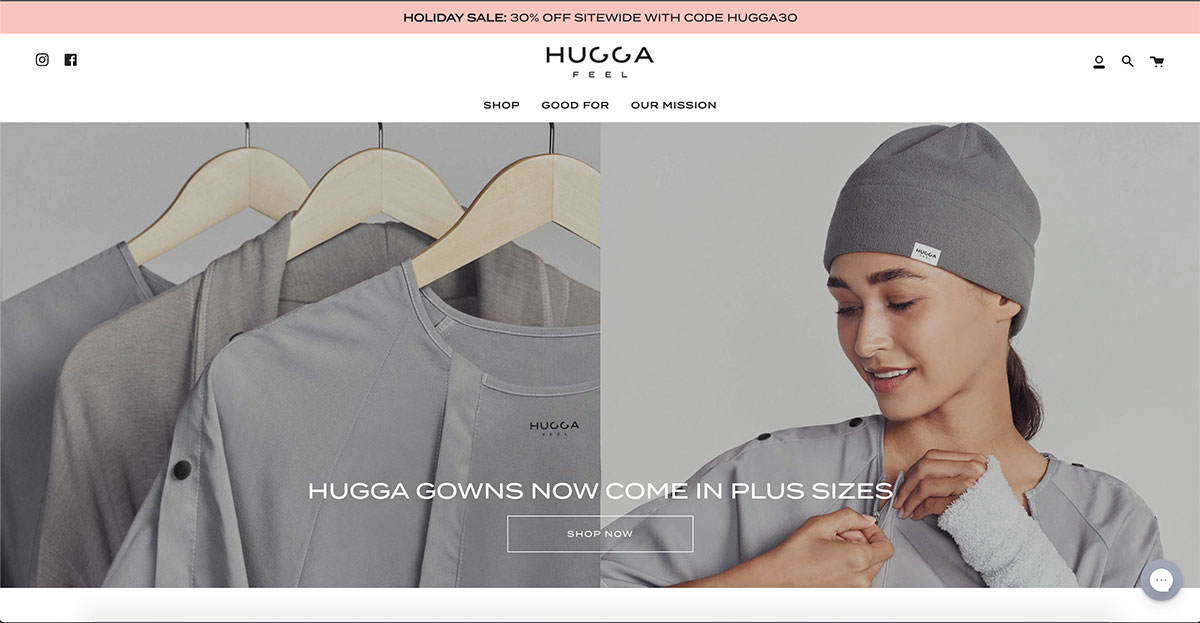 HOLIDAY SALE: 30% OFF SITEWIDE WITH CODE HUGGA30
HUGGA
FEEL
SHOP GOOD FOR OUR MISSION
HUGGA
FEEL
HUGGA
FEEL
HUGGA GOWNS NOW COME IN PLUS SIZES
SHOP NOW